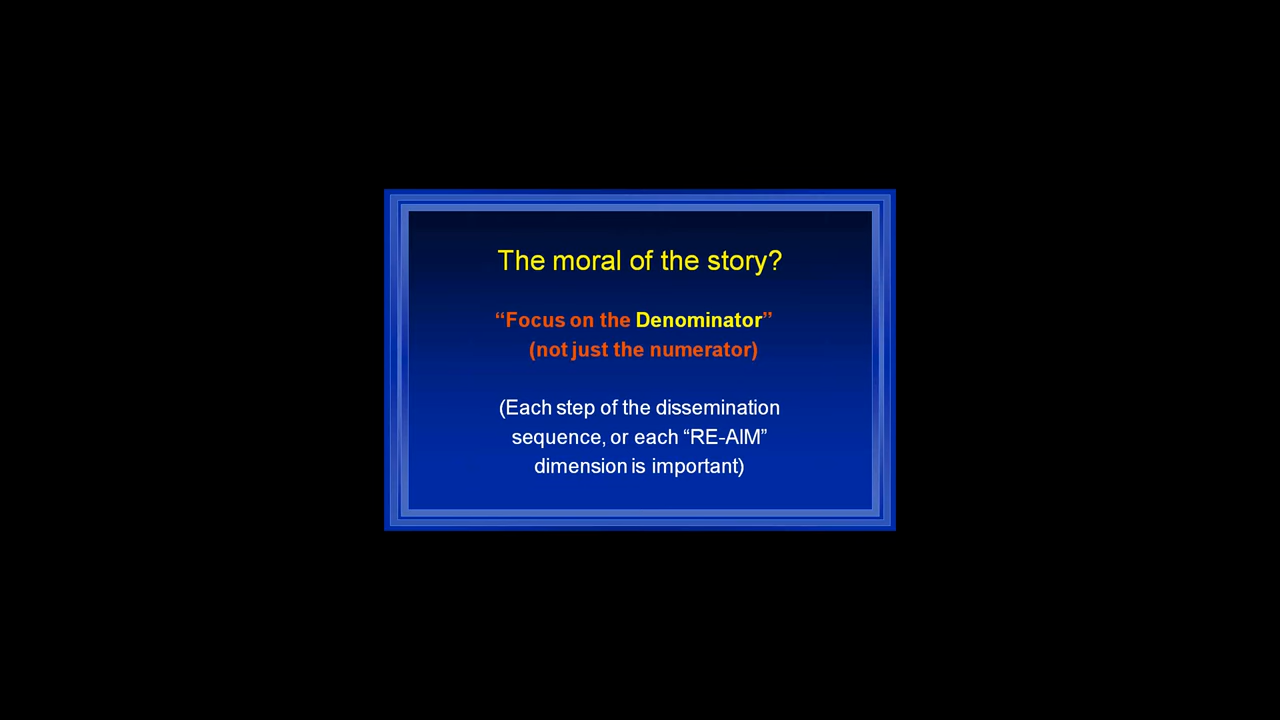 The moral of the story?
“Focus on the Denominator”
(not just the numerator)
(Each step of the dissemination
sequence, or each “RE-AIM”
dimension is important)